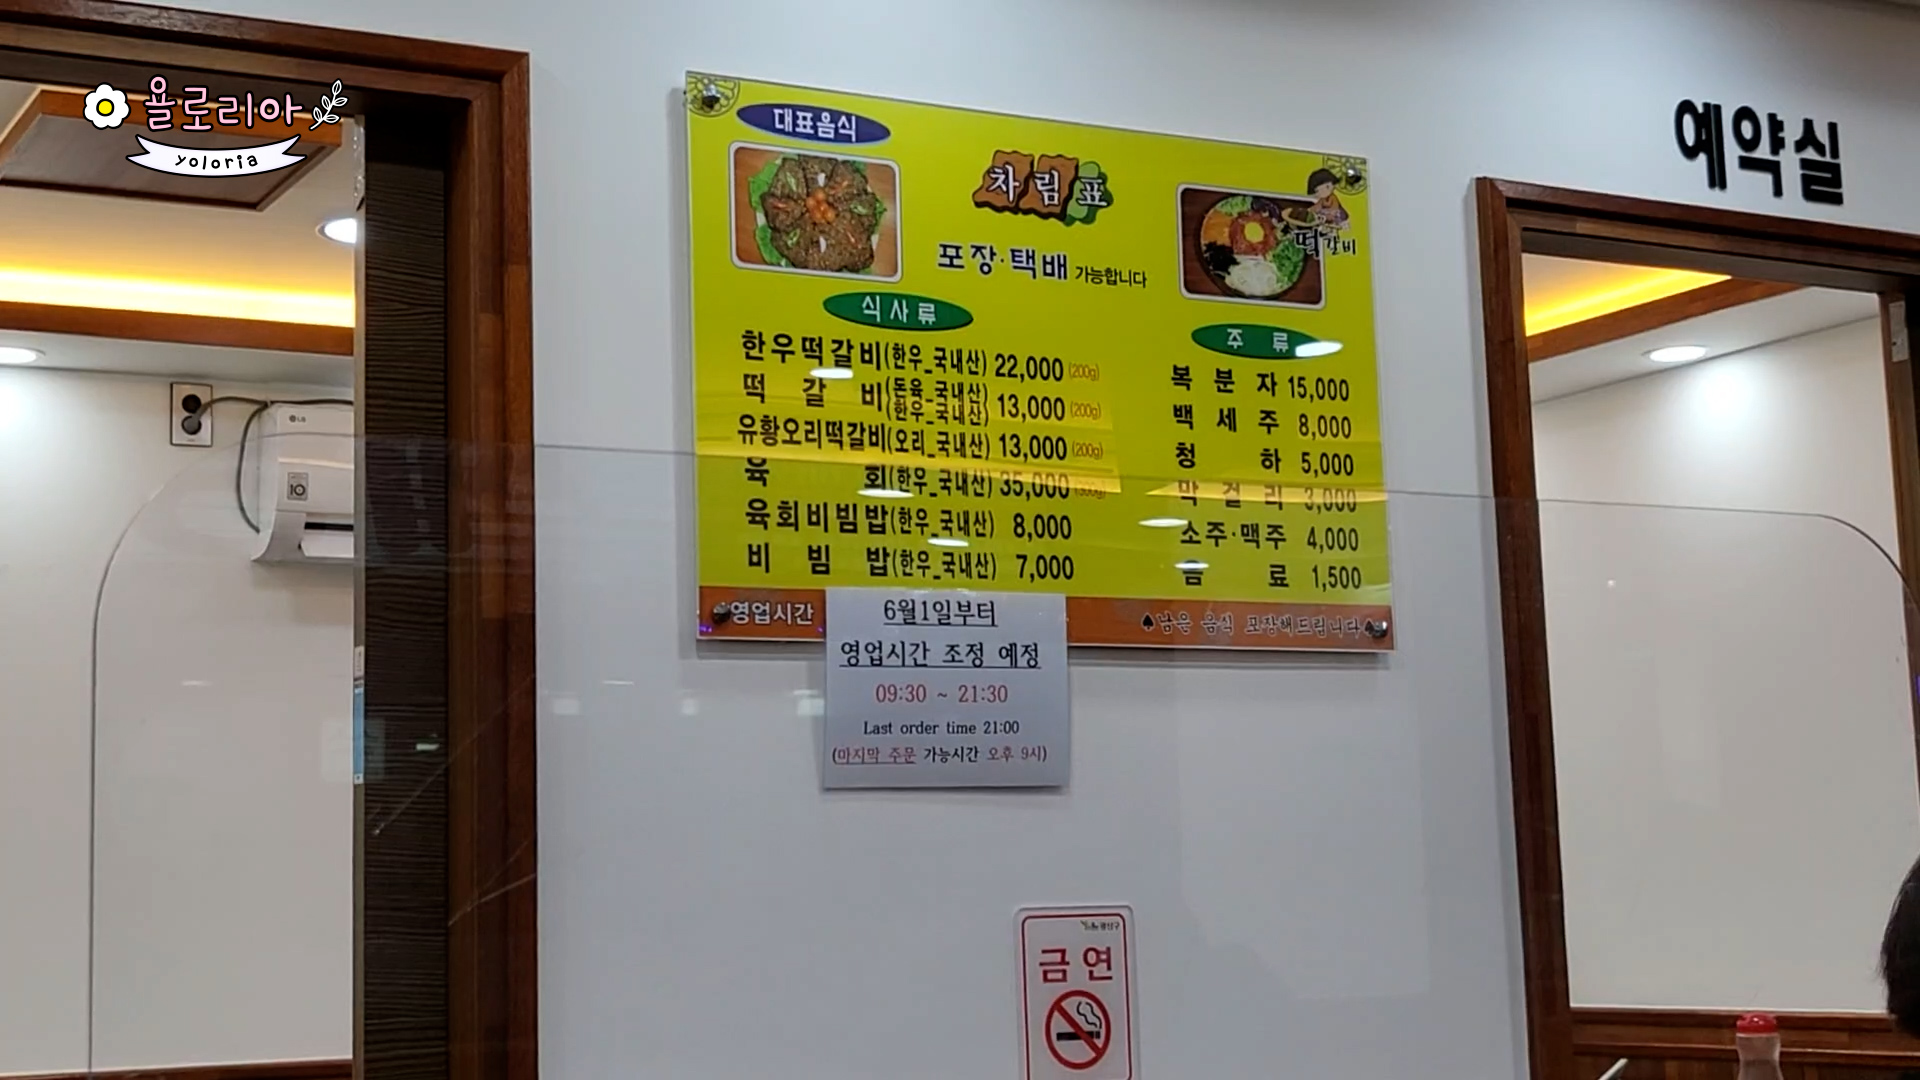 욜로리아
yoloria
예약실
대표음식
차림표
포장·택배 가능합니다
떡갈비
식사류
한우떡갈비(한우_국내산) 22,000 (200g)
떡갈비(돈육_국내산)(한우_국내산) 13,000 (200g)
유황오리떡갈비(오리_국내산) 13,000 (200g)
육회(한우_국내산) 35,000 (300g)
육회비빔밥(한우_국내산) 8,000
비빔밥(한우_국내산) 7,000
주류
복분자 15,000
백세주 8,000
청하 5,000
막걸리 3,000
소주·맥주 4,000
음료 1,500
영업시간
♠남은 음식 포장해드립니다♠
6월1일부터
영업시간 조정 예정
09:30 ~ 21:30
Last order time 21:00
(마지막 주문 가능시간 오후 9시)
LG
10
금연